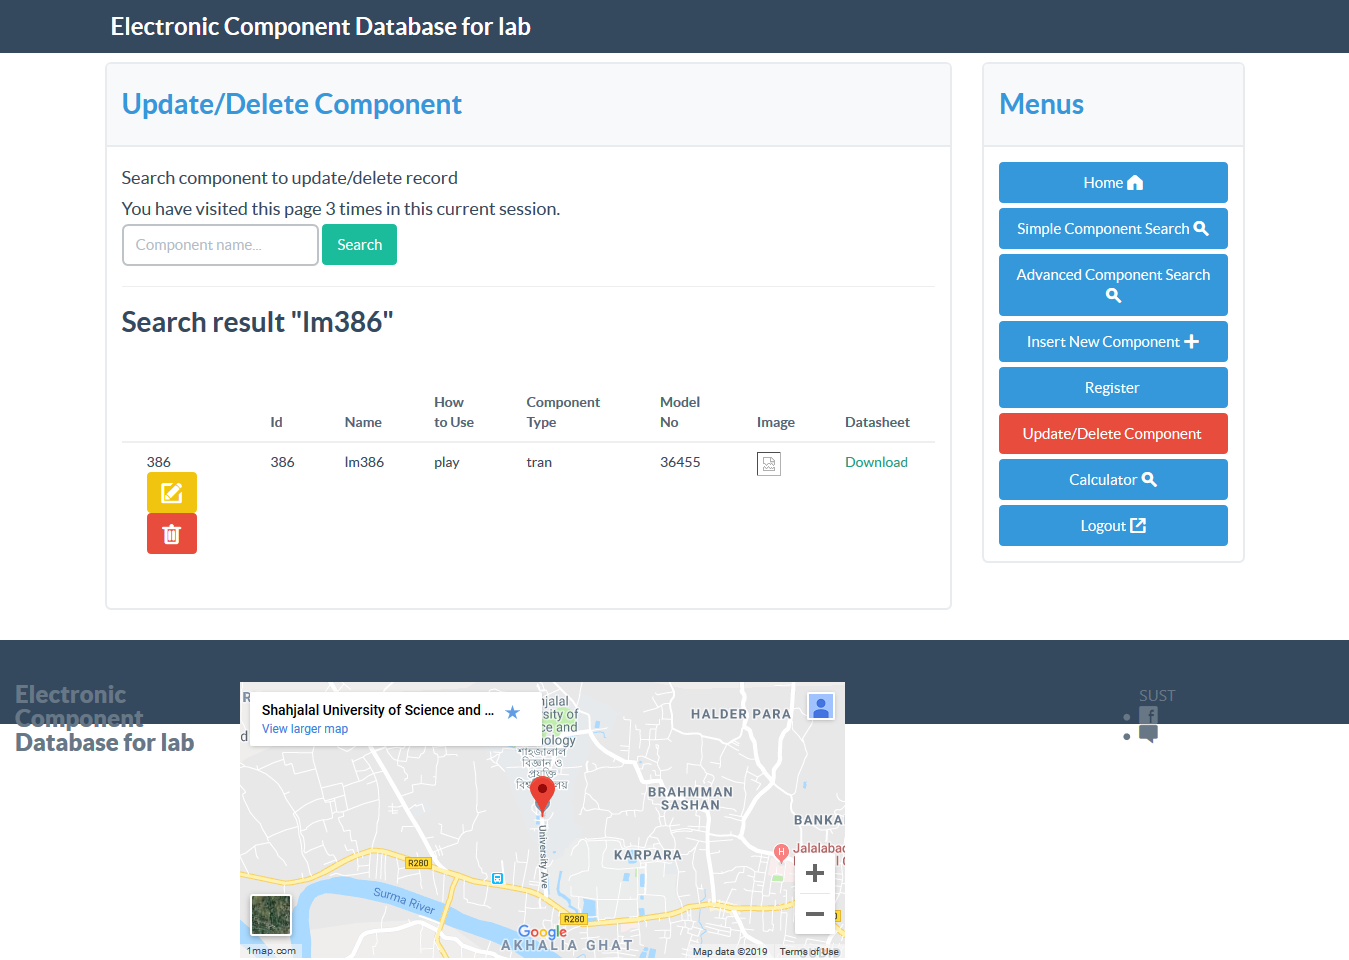 Electronic Component Database for lab
Update/Delete Component
Search component to update/delete record
You have visited this page 3 times in this current session.
Component name...
Search
Search result "lm386"
Id
Name
How
to Use
Component
Type
Model
No
Image
Datasheet
386
386
lm386
play
tran
36455
Download
Menus
Home
Simple Component Search
Advanced Component Search
Insert New Component
Register
Update/Delete Component
Calculator
Logout
Electronic
Component
Database for lab
Shahjalal University of Science and ...
View larger map
HALDER PARA
শাহজালাল
বিজ্ঞান ও
প্রযুক্তি
BRAHMMAN
SASHAN
BANKA
Jalalabad
H
KARPARA
University Ave
R280
Surma River
R280
Google
AKHALIA GHAT
1map.com
Map data ©2019
Terms of Use
SUST